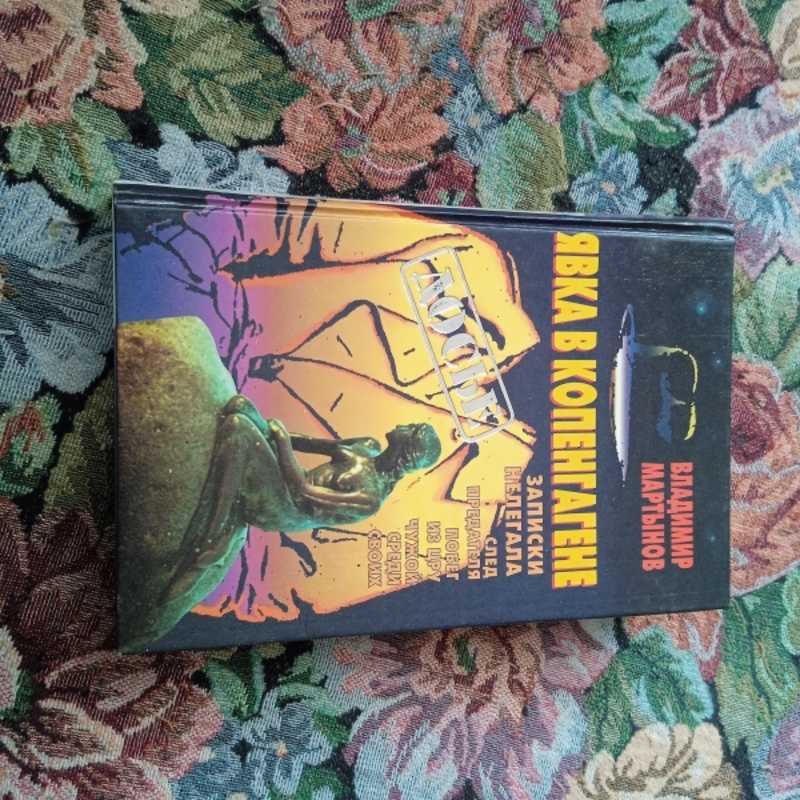 ВЛАДИМИР
МАРТЫНОВ
ЯВКА В КОПЕНГАГЕНЕ
ЗАПИСКИ
НЕЛЕГАЛА
СЛЕД
ПРЕДАТЕЛЯ
ПОБЕГ
ИЗ ЦРУ
ЧУЖОЙ
СРЕДИ
СВОИХ
ДОСЬЕ